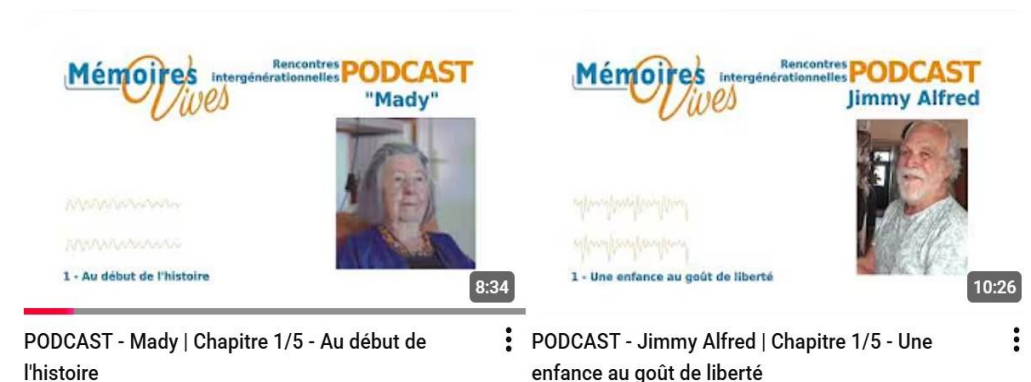 Mémoires Vives
Rencontres
intergénérationnelles
PODCAST
"Mady"
1 - Au début de l'histoire
8:34
PODCAST - Mady | Chapitre 1/5 - Au début de
l'histoire
Mémoires Vives
Rencontres
intergénérationnelles
PODCAST
Jimmy Alfred
1 - Une enfance au goût de liberté
10:26
PODCAST - Jimmy Alfred | Chapitre 1/5 - Une
enfance au goût de liberté